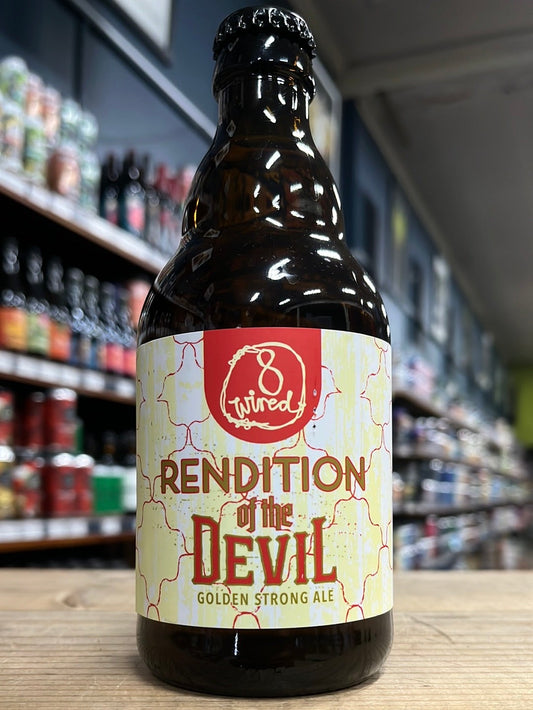 8
wired
RENDITION
of the
DEVIL
GOLDEN STRONG ALE